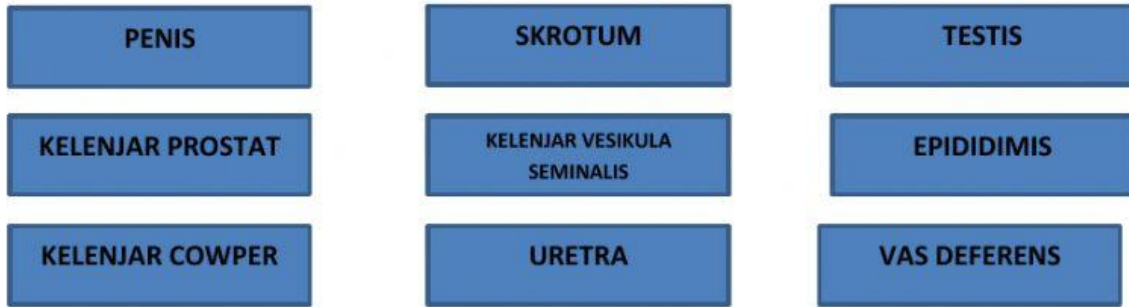 PENIS
SKROTUM
TESTIS
KELENJAR PROSTAT
KELENJAR VESIKULA
SEMINALIS
EPIDIDIMIS
KELENJAR COWPER
URETRA
VAS DEFERENS